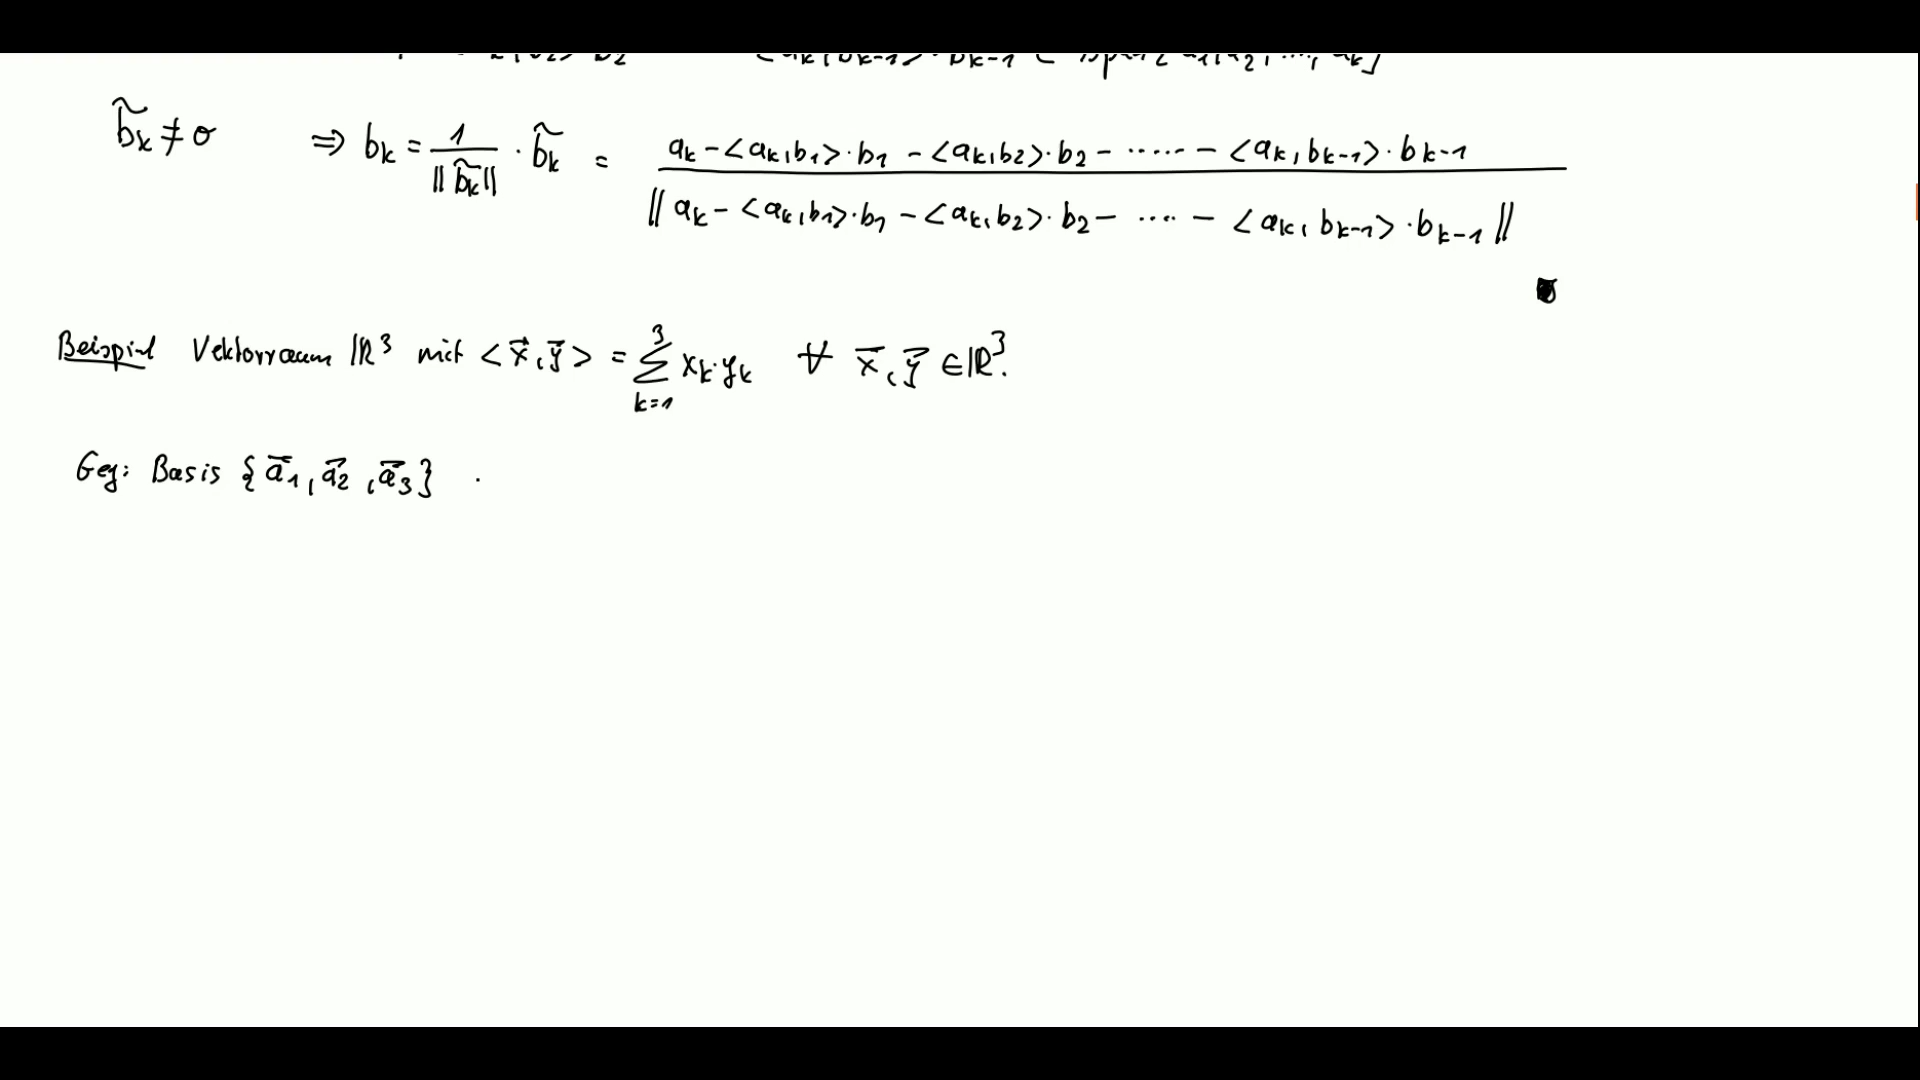 b̃k ≠ 0 ⇒ bk = 1/‖b̃k‖ · b̃k = (ak − <ak,b1>·b1 − <ak,b2>·b2 − ...... − <ak,bk−1>·bk−1) / ‖ak − <ak,b1>·b1 − <ak,b2>·b2 − .... − <ak,bk−1>·bk−1‖
Beispiel Vektorraum ℝ³ mit <x⃗,y⃗> = ∑_{k=1}^{3} xk·yk ∀ x⃗,y⃗ ∈ ℝ³.
Geg: Basis {a⃗1, a⃗2, a⃗3}